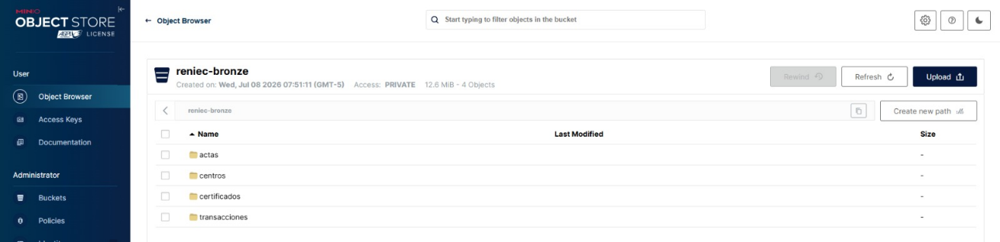 MINIO
OBJECT STORE
AGPL LICENSE
User
Object Browser
Access Keys
Documentation
Administrator
Buckets
Policies
← Object Browser
Start typing to filter objects in the bucket
reniec-bronze
Created on: Wed, Jul 08 2026 07:51:11 (GMT-5) Access: PRIVATE 12.6 MiB - 4 Objects
Rewind
Refresh
Upload
reniec-bronze
Create new path
Name Last Modified Size
actas -
centros -
certificados -
transacciones -